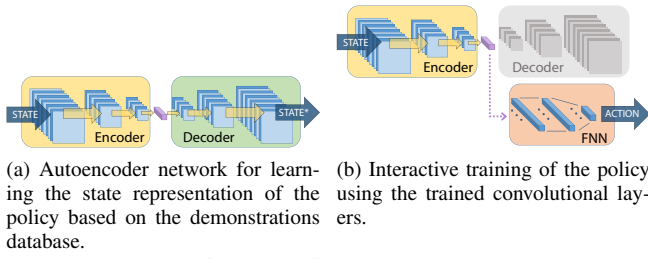 STATE
Encoder
Decoder
STATE*
(a) Autoencoder network for learn-
ing the state representation of the
policy based on the demonstrations
database.
STATE
Encoder
Decoder
FNN
ACTION
(b) Interactive training of the policy
using the trained convolutional lay-
ers.